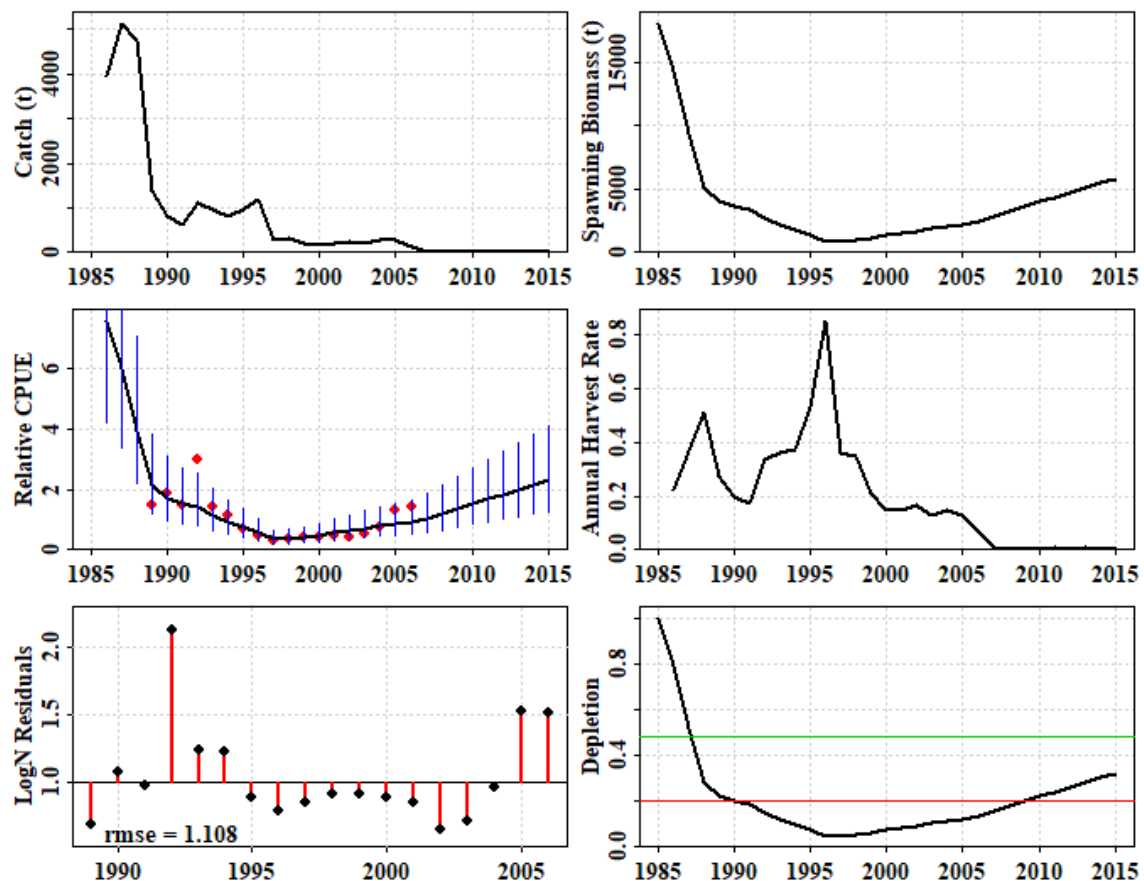 Catch (t)
0 2000 4000
1985 1990 1995 2000 2005 2010 2015
Spawning Biomass (t)
0 5000 15000
1985 1990 1995 2000 2005 2010 2015
Relative CPUE
0 2 4 6
1985 1990 1995 2000 2005 2010 2015
Annual Harvest Rate
0.0 0.2 0.4 0.6 0.8
1985 1990 1995 2000 2005 2010 2015
LogN Residuals
1.0 1.5 2.0
rmse = 1.108
1990 1995 2000 2005
Depletion
0.0 0.4 0.8
1985 1990 1995 2000 2005 2010 2015